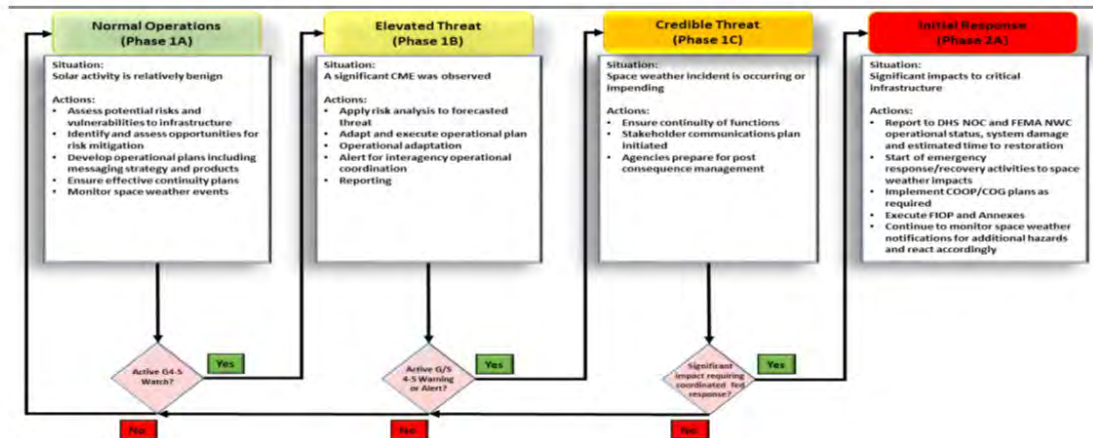 Normal Operations
(Phase 1A)
Situation:
Solar activity is relatively benign
Actions:
• Assess potential risks and
vulnerabilities to infrastructure
• Identify and assess opportunities for
risk mitigation
• Develop operational plans including
messaging strategy and products
• Ensure effective continuity plans
• Monitor space weather events
Active G4-5
Watch?
Yes
No
Elevated Threat
(Phase 1B)
Situation:
A significant CME was observed
Actions:
• Apply risk analysis to forecasted
threat
• Adapt and execute operational plan
• Operational adaptation
• Alert for interagency operational
coordination
• Reporting
Active G/S
4-5 Warning
or Alert?
Yes
No
Credible Threat
(Phase 1C)
Situation:
Space weather incident is occurring or
impending
Actions:
• Ensure continuity of functions
• Stakeholder communications plan
initiated
• Agencies prepare for post
consequence management
Significant
impact requiring
coordinated fed
response?
Yes
No
Initial Response
(Phase 2A)
Situation:
Significant impacts to critical
infrastructure
Actions:
• Report to DHS NOC and FEMA NWC
operational status, system damage
and estimated time to restoration
• Start of emergency
response/recovery activities to space
weather impacts
• Implement COOP/COG plans as
required
• Execute FIOP and Annexes
• Continue to monitor space weather
notifications for additional hazards
and react accordingly